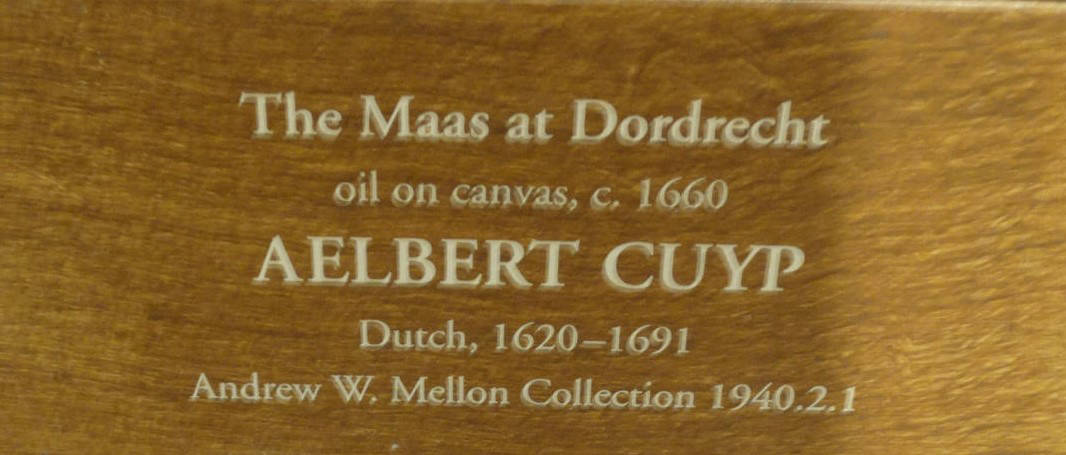 The Maas at Dordrecht
oil on canvas, c. 1660
AELBERT CUYP
Dutch, 1620–1691
Andrew W. Mellon Collection 1940.2.1